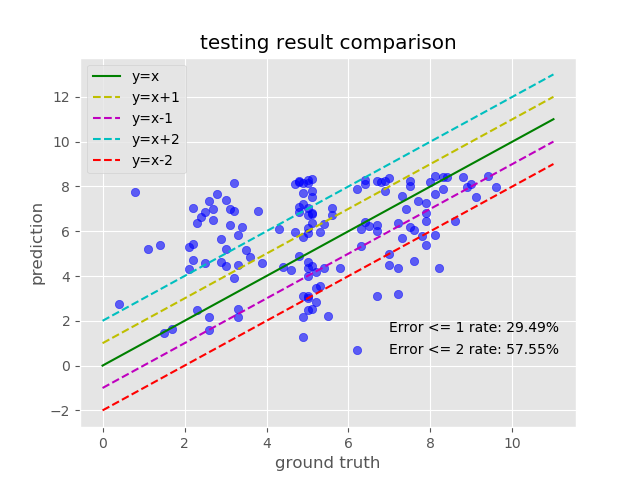 testing result comparison
y=x
y=x+1
y=x-1
y=x+2
y=x-2
12
10
8
6
4
2
0
−2
prediction
Error <= 1 rate: 29.49%
Error <= 2 rate: 57.55%
0 2 4 6 8 10
ground truth